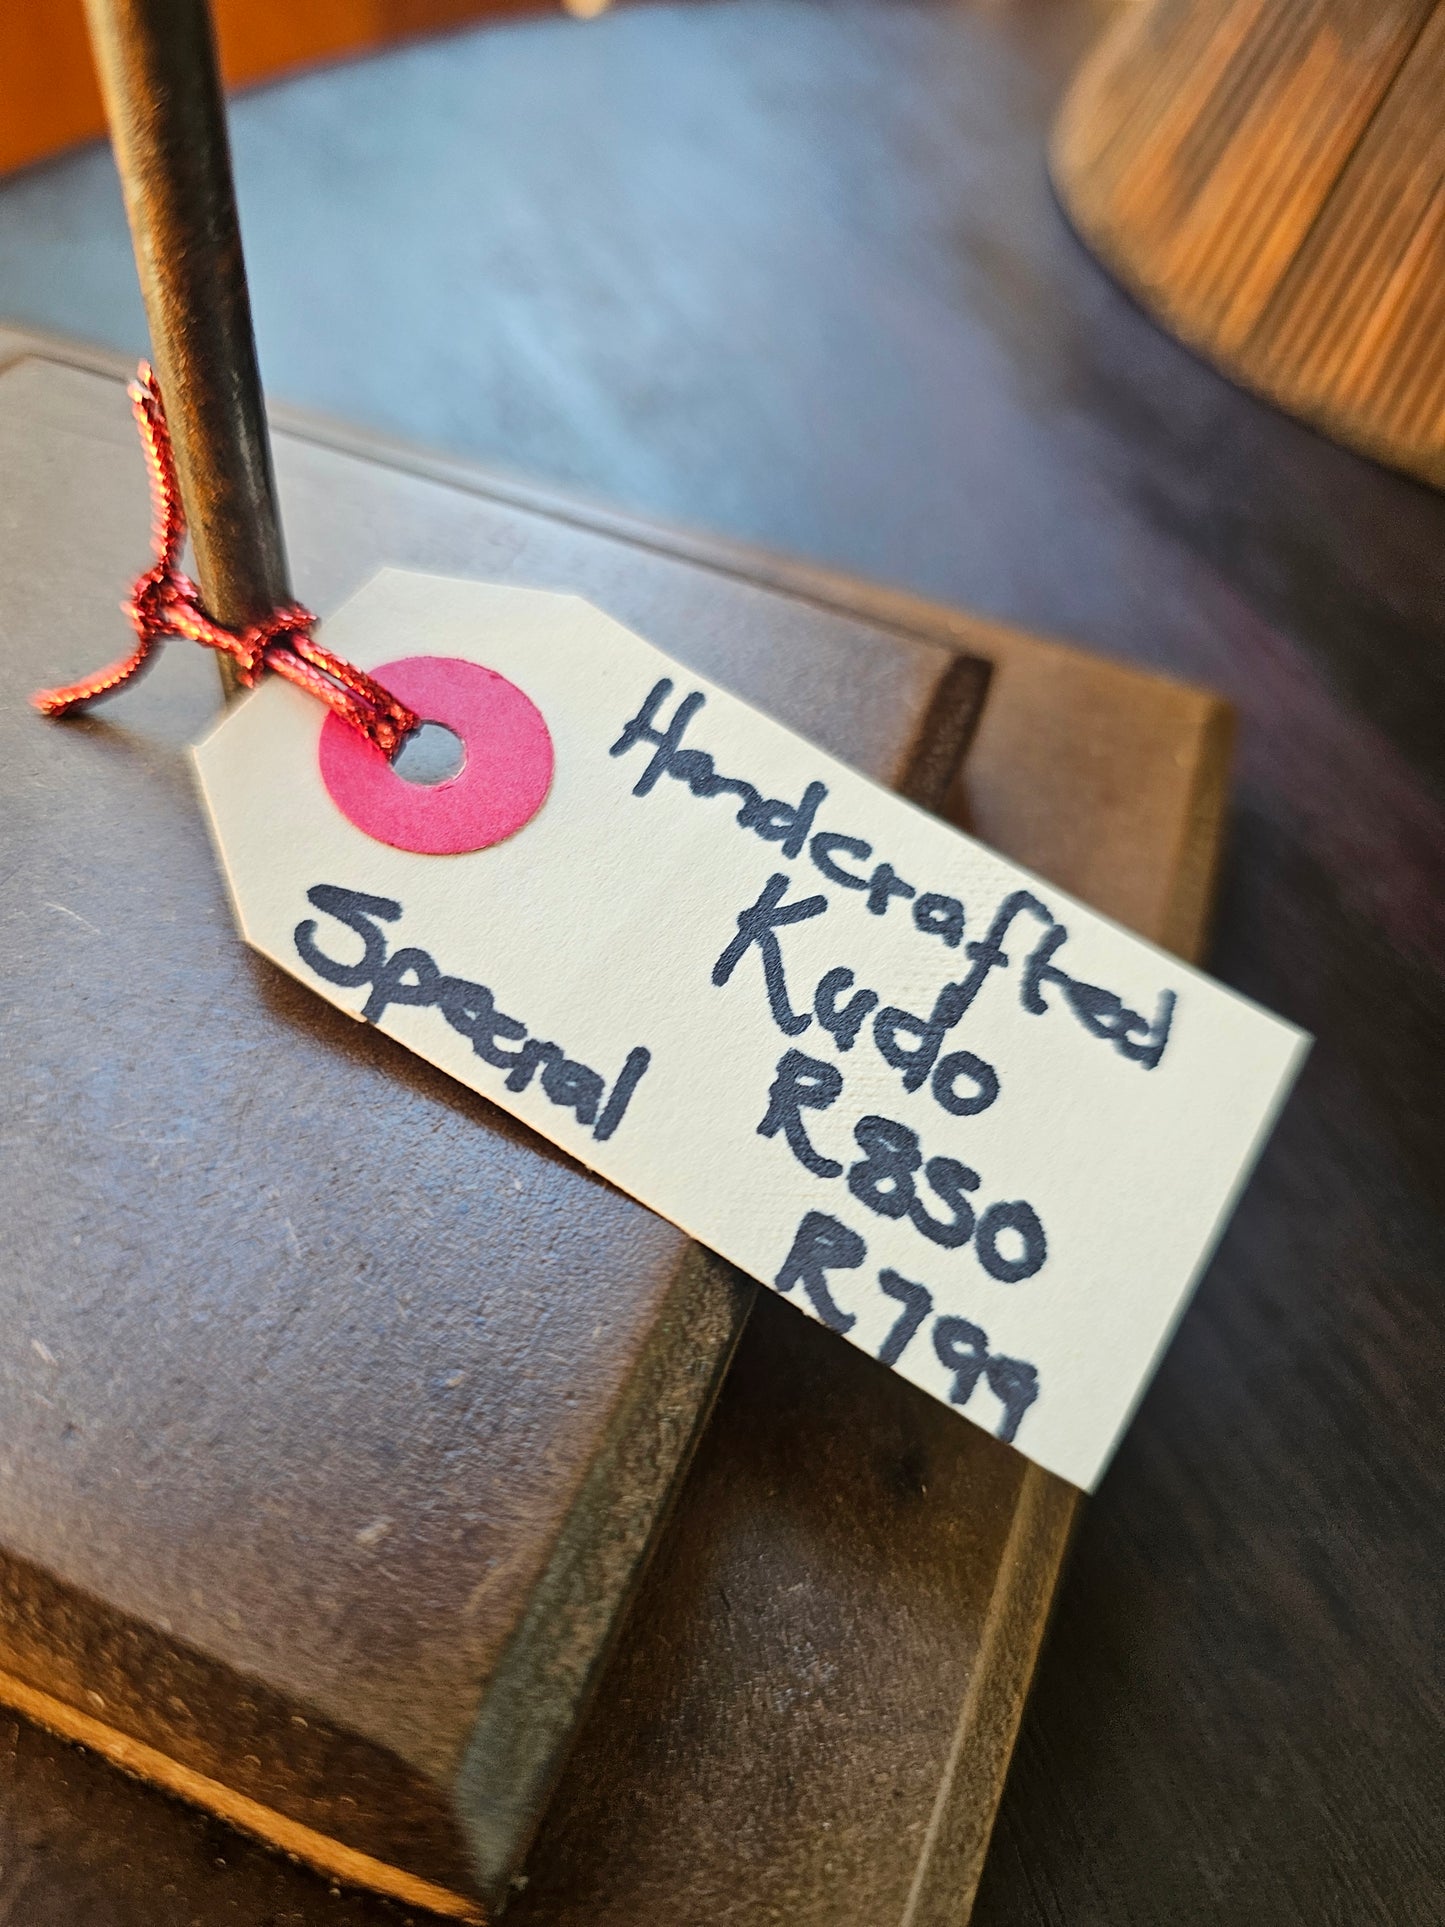 Handcrafted
Kudo
R850
Special R799